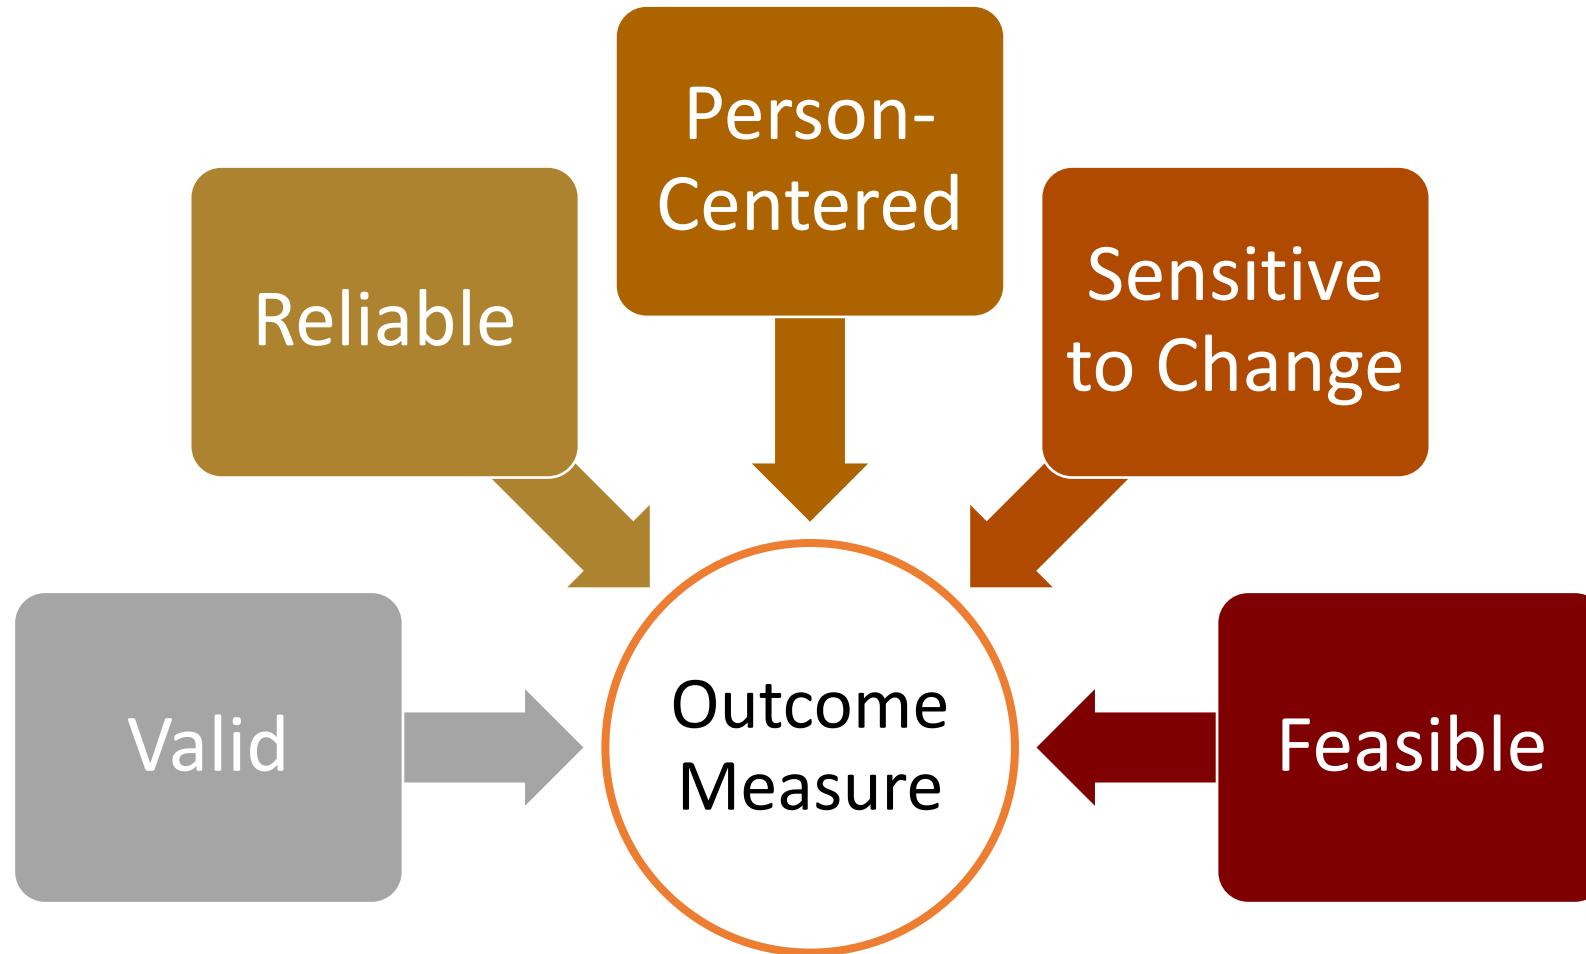 Person-
Centered
Reliable
Sensitive
to Change
Valid
Outcome
Measure
Feasible